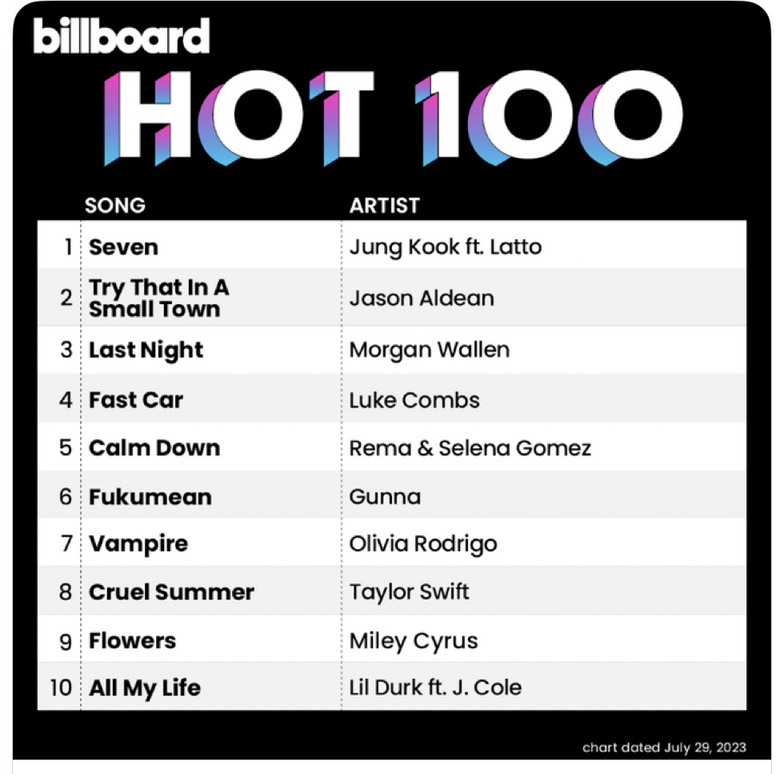 billboard
HOT 100
SONG ARTIST
1 Seven Jung Kook ft. Latto
2 Try That In A
Small Town Jason Aldean
3 Last Night Morgan Wallen
4 Fast Car Luke Combs
5 Calm Down Rema & Selena Gomez
6 Fukumean Gunna
7 Vampire Olivia Rodrigo
8 Cruel Summer Taylor Swift
9 Flowers Miley Cyrus
10 All My Life Lil Durk ft. J. Cole
chart dated July 29, 2023